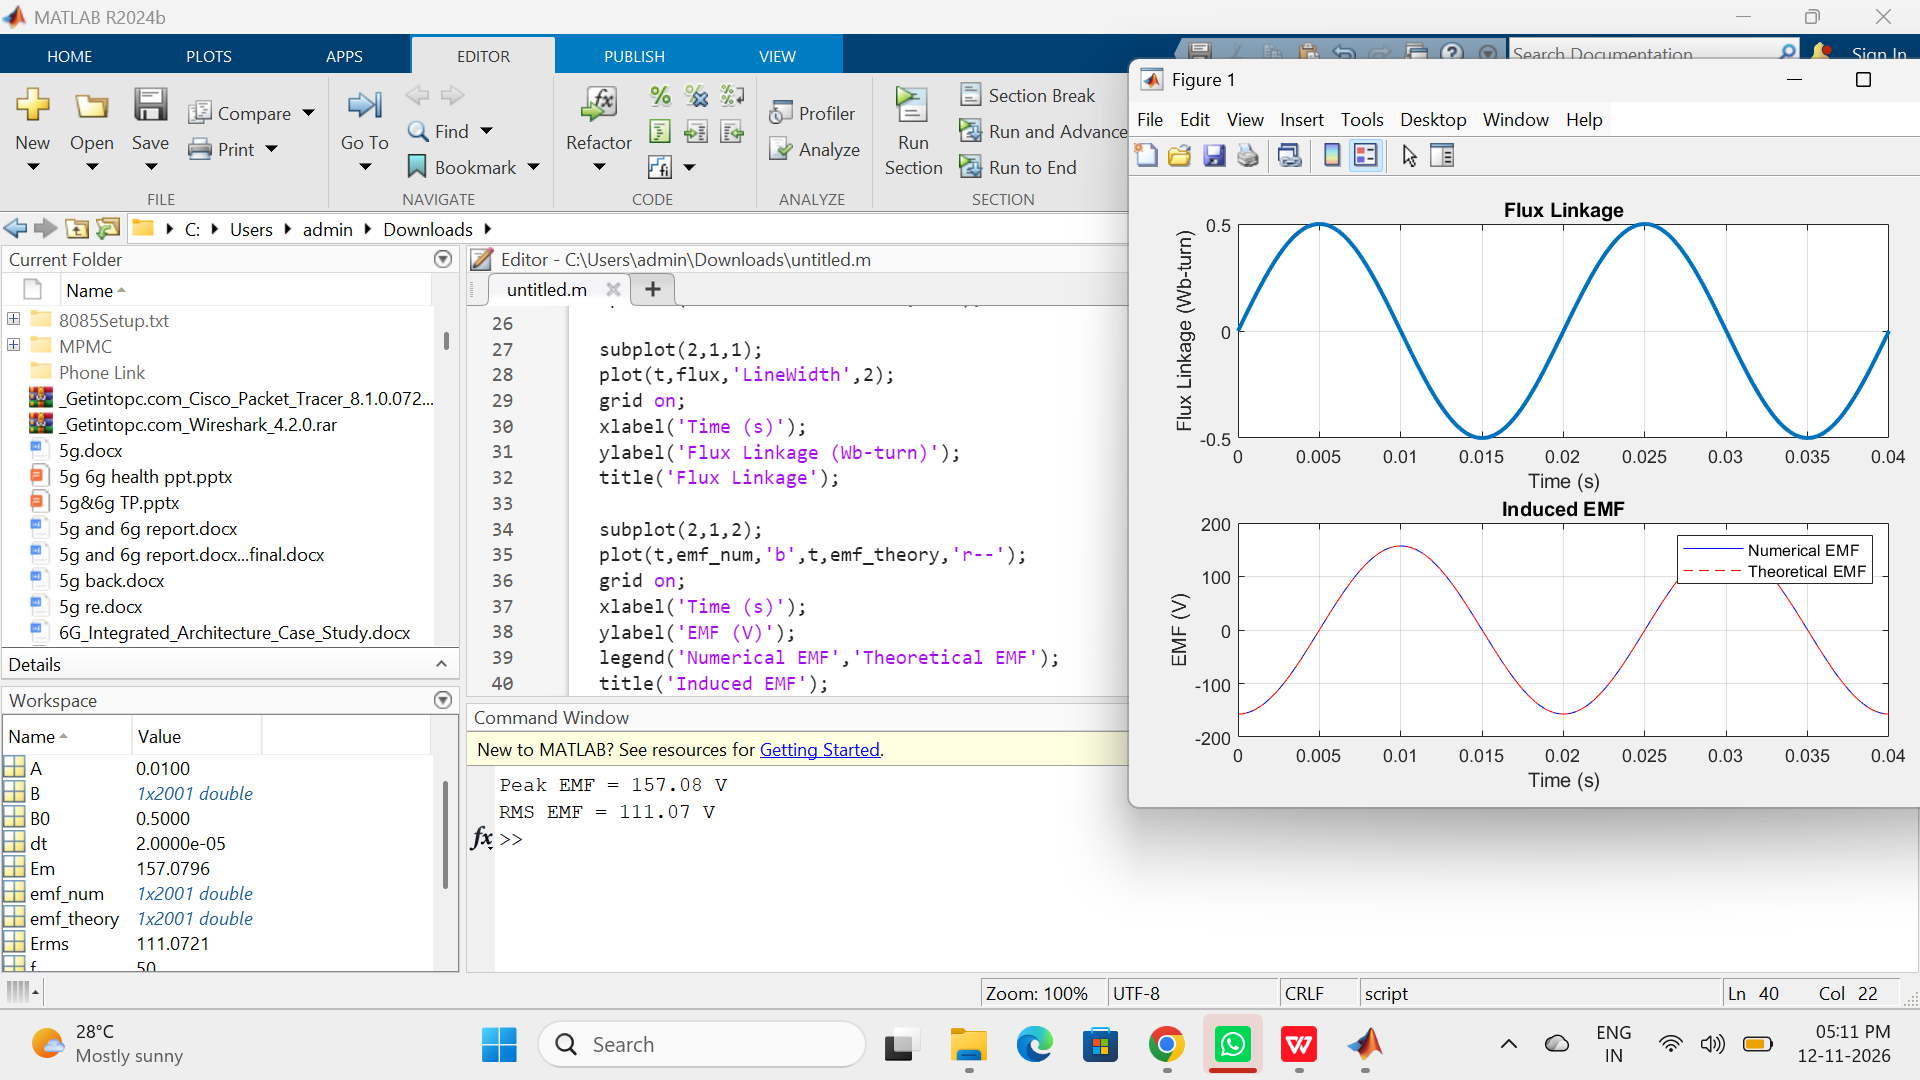 MATLAB R2024b
HOME PLOTS APPS EDITOR PUBLISH VIEW
Search Documentation Sign In
New Open Save Compare Print
Go To Find Bookmark
Refactor
Profiler Analyze
Run Section Section Break Run and Advance Run to End
FILE NAVIGATE CODE ANALYZE SECTION
C: Users admin Downloads
Current Folder
Name
8085Setup.txt
MPMC
Phone Link
_Getintopc.com_Cisco_Packet_Tracer_8.1.0.072...
_Getintopc.com_Wireshark_4.2.0.rar
5g.docx
5g 6g health ppt.pptx
5g&6g TP.pptx
5g and 6g report.docx
5g and 6g report.docx...final.docx
5g back.docx
5g re.docx
6G_Integrated_Architecture_Case_Study.docx
Details
Workspace
Name Value
A 0.0100
B 1x2001 double
B0 0.5000
dt 2.0000e-05
Em 157.0796
emf_num 1x2001 double
emf_theory 1x2001 double
Erms 111.0721
f 50
Editor - C:\Users\admin\Downloads\untitled.m
untitled.m
26
27 subplot(2,1,1);
28 plot(t,flux,'LineWidth',2);
29 grid on;
30 xlabel('Time (s)');
31 ylabel('Flux Linkage (Wb-turn)');
32 title('Flux Linkage');
33
34 subplot(2,1,2);
35 plot(t,emf_num,'b',t,emf_theory,'r--');
36 grid on;
37 xlabel('Time (s)');
38 ylabel('EMF (V)');
39 legend('Numerical EMF','Theoretical EMF');
40 title('Induced EMF');
Command Window
New to MATLAB? See resources for Getting Started.
Peak EMF = 157.08 V
RMS EMF = 111.07 V
fx >>
Figure 1
File Edit View Insert Tools Desktop Window Help
Flux Linkage
Flux Linkage (Wb-turn)
0.5
0
-0.5
0 0.005 0.01 0.015 0.02 0.025 0.03 0.035 0.04
Time (s)
Induced EMF
EMF (V)
200
100
0
-100
-200
Numerical EMF
Theoretical EMF
0 0.005 0.01 0.015 0.02 0.025 0.03 0.035 0.04
Time (s)
Zoom: 100% UTF-8 CRLF script Ln 40 Col 22
28°C
Mostly sunny
Search
ENG
IN
05:11 PM
12-11-2026